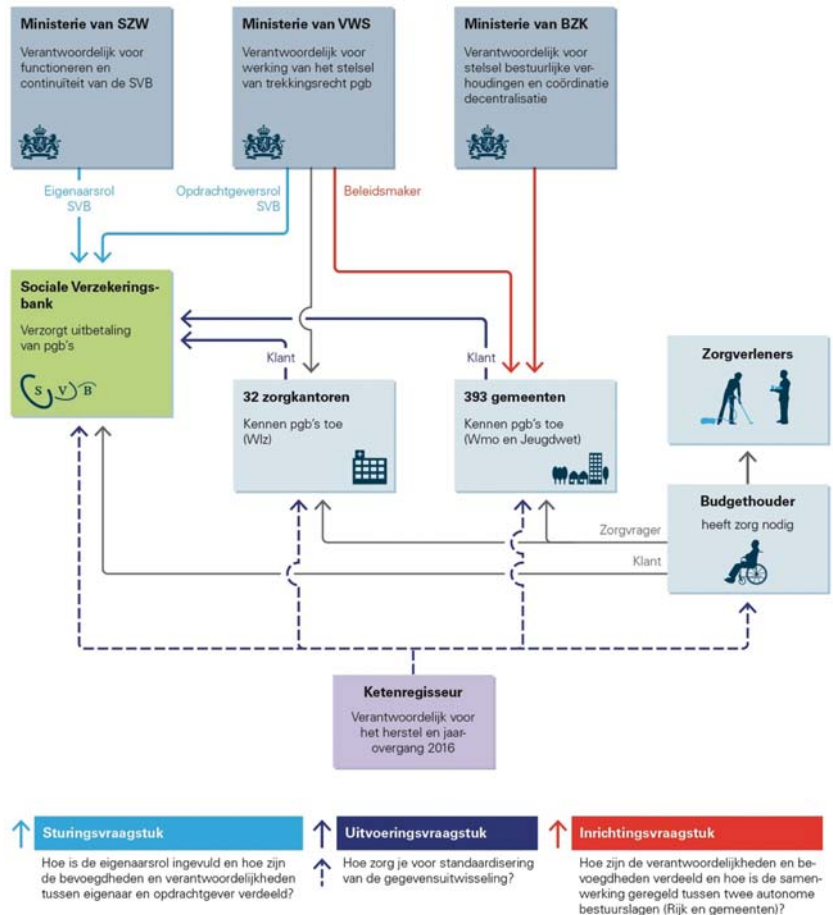 Ministerie van SZW
Verantwoordelijk voor
functioneren en
continuïteit van de SVB
Ministerie van VWS
Verantwoordelijk voor
werking van het stelsel
van trekkingsrecht pgb
Ministerie van BZK
Verantwoordelijk voor
stelsel bestuurlijke ver-
houdingen en coördinatie
decentralisatie
Eigenaarsrol
SVB
Opdrachtgeversrol
SVB
Beleidsmaker
Sociale Verzekerings-
bank
Verzorgt uitbetaling
van pgb's
S V B
Klant
Klant
32 zorgkantoren
Kennen pgb's toe
(Wlz)
393 gemeenten
Kennen pgb's toe
(Wmo en Jeugdwet)
Zorgverleners
Budgethouder
heeft zorg nodig
Zorgvrager
Klant
Ketenregisseur
Verantwoordelijk voor
het herstel en jaar-
overgang 2016
Sturingsvraagstuk
Hoe is de eigenaarsrol ingevuld en hoe zijn
de bevoegdheden en verantwoordelijkheden
tussen eigenaar en opdrachtgever verdeeld?
Uitvoeringsvraagstuk
Hoe zorg je voor standaardisering
van de gegevensuitwisseling?
Inrichtingsvraagstuk
Hoe zijn de verantwoordelijkheden en be-
voegdheden verdeeld en hoe is de samen-
werking geregeld tussen twee autonome
bestuurslagen (Rijk en gemeenten)?